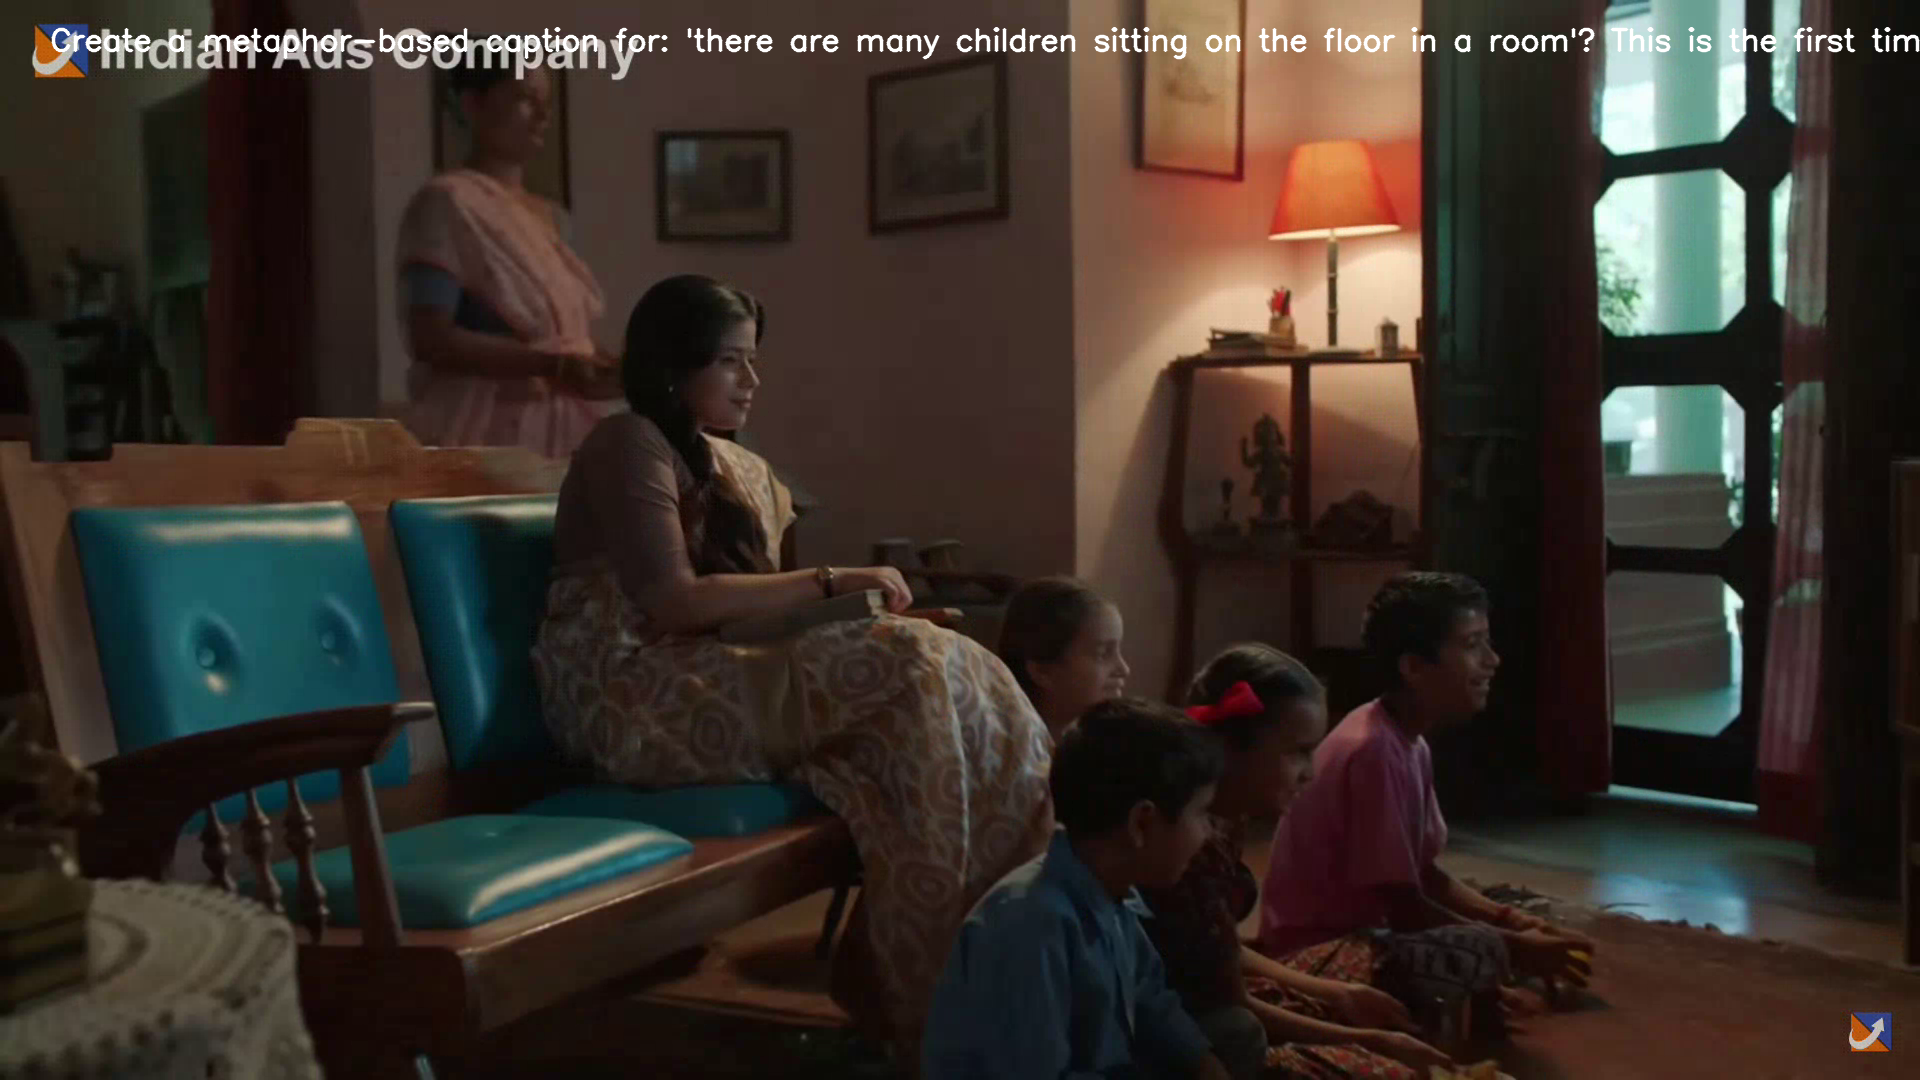 Create a metaphor-based caption for: 'there are many children sitting on the floor in a room'? This is the first tim
Indian Ads Company